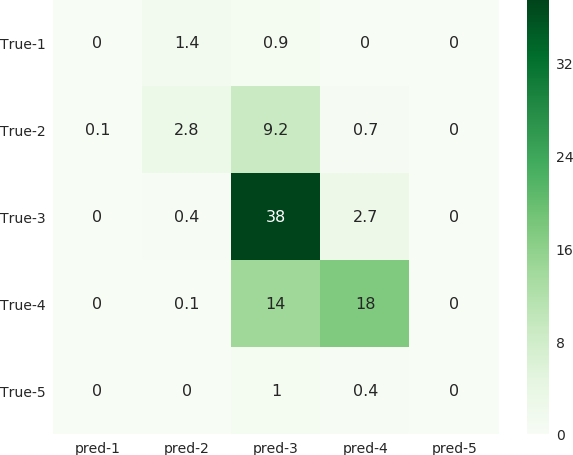 True-1 0 1.4 0.9 0 0
32
True-2 0.1 2.8 9.2 0.7 0
24
True-3 0 0.4 38 2.7 0
16
True-4 0 0.1 14 18 0
8
True-5 0 0 1 0.4 0
0
pred-1 pred-2 pred-3 pred-4 pred-5